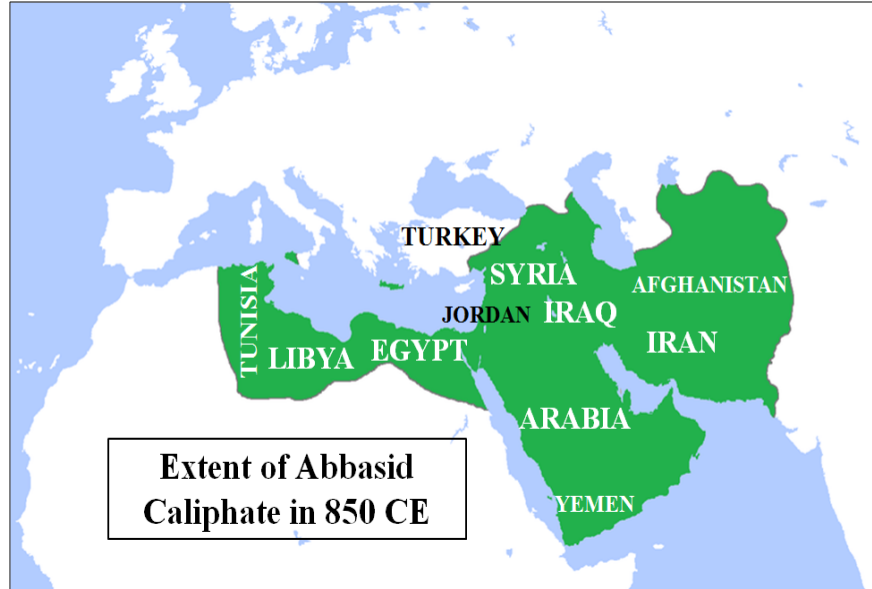 TURKEY
SYRIA
AFGHANISTAN
JORDAN
IRAQ
TUNISIA
LIBYA
EGYPT
IRAN
ARABIA
YEMEN
Extent of Abbasid
Caliphate in 850 CE